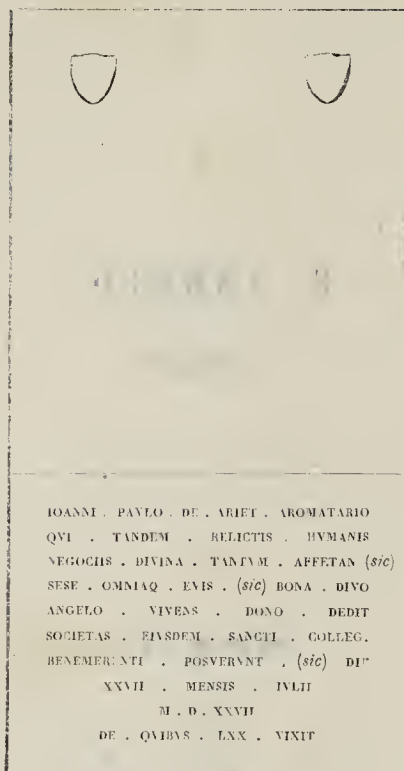 IOANNI . PAVLO . DE . ARIET . AROMATARIO
QVI . TANDEM . RELICTIS . HVMANIS
NEGOCIIS . DIVINA . TANTVM . AFFETAN (sic)
SESE . OMNIAQ . EVIS . (sic) BONA . DIVO
ANGELO . VIVENS . DONO . DEDIT
SOCIETAS . EIVSDEM . SANCTI . COLLEG.
BENEMERENTI . POSVERVNT . (sic)
XXVII . MENSIS . IVLII
M . D . XXVII
DE . QVIBVS . LXX . VIXIT